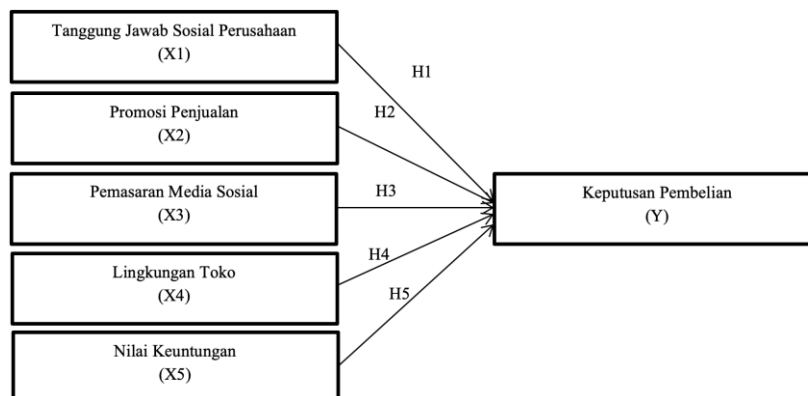 Tanggung Jawab Sosial Perusahaan
(X1)
H1
Promosi Penjualan
(X2)
H2
Pemasaran Media Sosial
(X3)
H3
Keputusan Pembelian
(Y)
Lingkungan Toko
(X4)
H4
H5
Nilai Keuntungan
(X5)